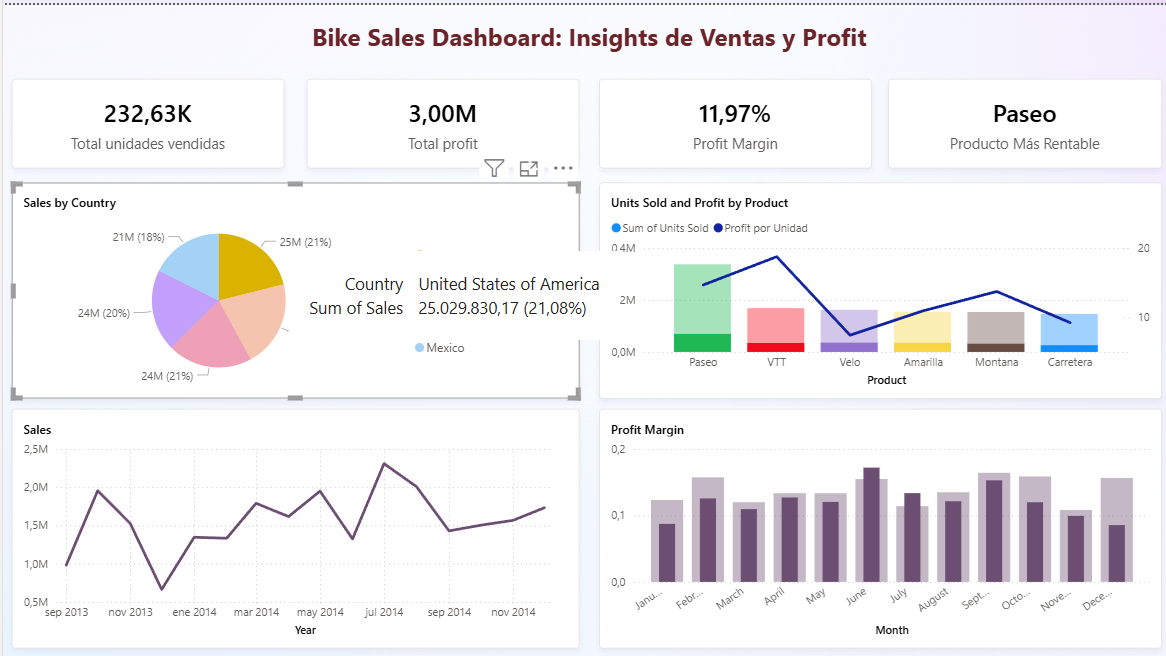 Bike Sales Dashboard: Insights de Ventas y Profit
232,63K
Total unidades vendidas
3,00M
Total profit
11,97%
Profit Margin
Paseo
Producto Más Rentable
Sales by Country
21M (18%)
25M (21%)
24M (20%)
24M (21%)
Country United States of America
Sum of Sales 25.029.830,17 (21,08%)
Mexico
Units Sold and Profit by Product
Sum of Units Sold Profit por Unidad
0.4M
20
2M
10
0,0M
Paseo VTT Velo Amarilla Montana Carretera
Product
Sales
2,5M
2,0M
1,5M
1,0M
0,5M
sep 2013 nov 2013 ene 2014 mar 2014 may 2014 jul 2014 sep 2014 nov 2014
Year
Profit Margin
0,2
0,1
0,0
Janu... Febr... March April May June July August Sept... Octo... Nove... Dece...
Month